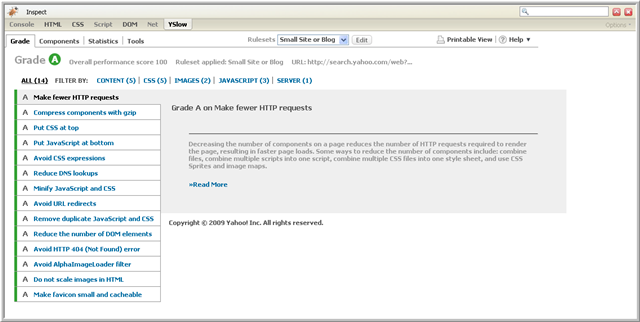 Inspect
Console HTML CSS Script DOM Net YSlow Options
Grade Components Statistics Tools Rulesets Small Site or Blog Edit Printable View Help
Grade A Overall performance score 100 Ruleset applied: Small Site or Blog URL: http://search.yahoo.com/web?...
ALL (14) FILTER BY: CONTENT (5) | CSS (5) | IMAGES (2) | JAVASCRIPT (3) | SERVER (1)
A Make fewer HTTP requests
A Compress components with gzip
A Put CSS at top
A Put JavaScript at bottom
A Avoid CSS expressions
A Reduce DNS lookups
A Minify JavaScript and CSS
A Avoid URL redirects
A Remove duplicate JavaScript and CSS
A Reduce the number of DOM elements
A Avoid HTTP 404 (Not Found) error
A Avoid AlphaImageLoader filter
A Do not scale images in HTML
A Make favicon small and cacheable
Grade A on Make fewer HTTP requests
Decreasing the number of components on a page reduces the number of HTTP requests required to render
the page, resulting in faster page loads. Some ways to reduce the number of components include: combine
files, combine multiple scripts into one script, combine multiple CSS files into one style sheet, and use CSS
Sprites and image maps.
»Read More
Copyright © 2009 Yahoo! Inc. All rights reserved.